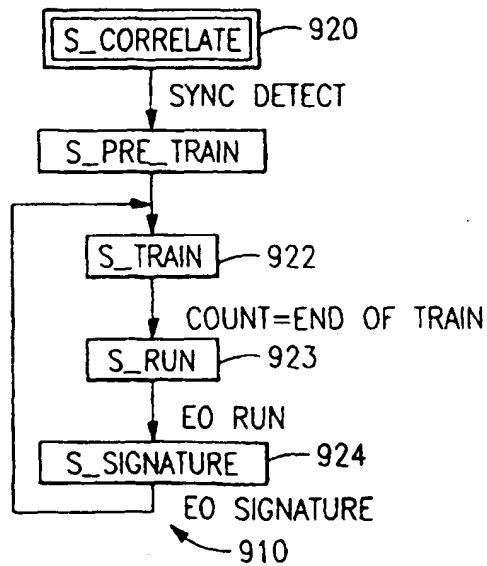 S_CORRELATE 920
SYNC DETECT
S_PRE_TRAIN
S_TRAIN 922
COUNT=END OF TRAIN
S_RUN 923
EO RUN
S_SIGNATURE 924
EO SIGNATURE
910